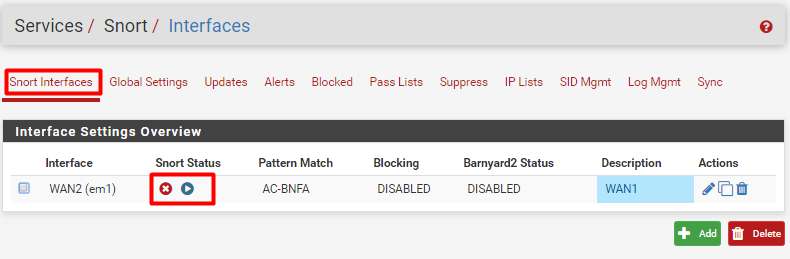 Services / Snort / Interfaces
Snort Interfaces Global Settings Updates Alerts Blocked Pass Lists Suppress IP Lists SID Mgmt Log Mgmt Sync
Interface Settings Overview
Interface Snort Status Pattern Match Blocking Barnyard2 Status Description Actions
WAN2 (em1) AC-BNFA DISABLED DISABLED WAN1
Add Delete